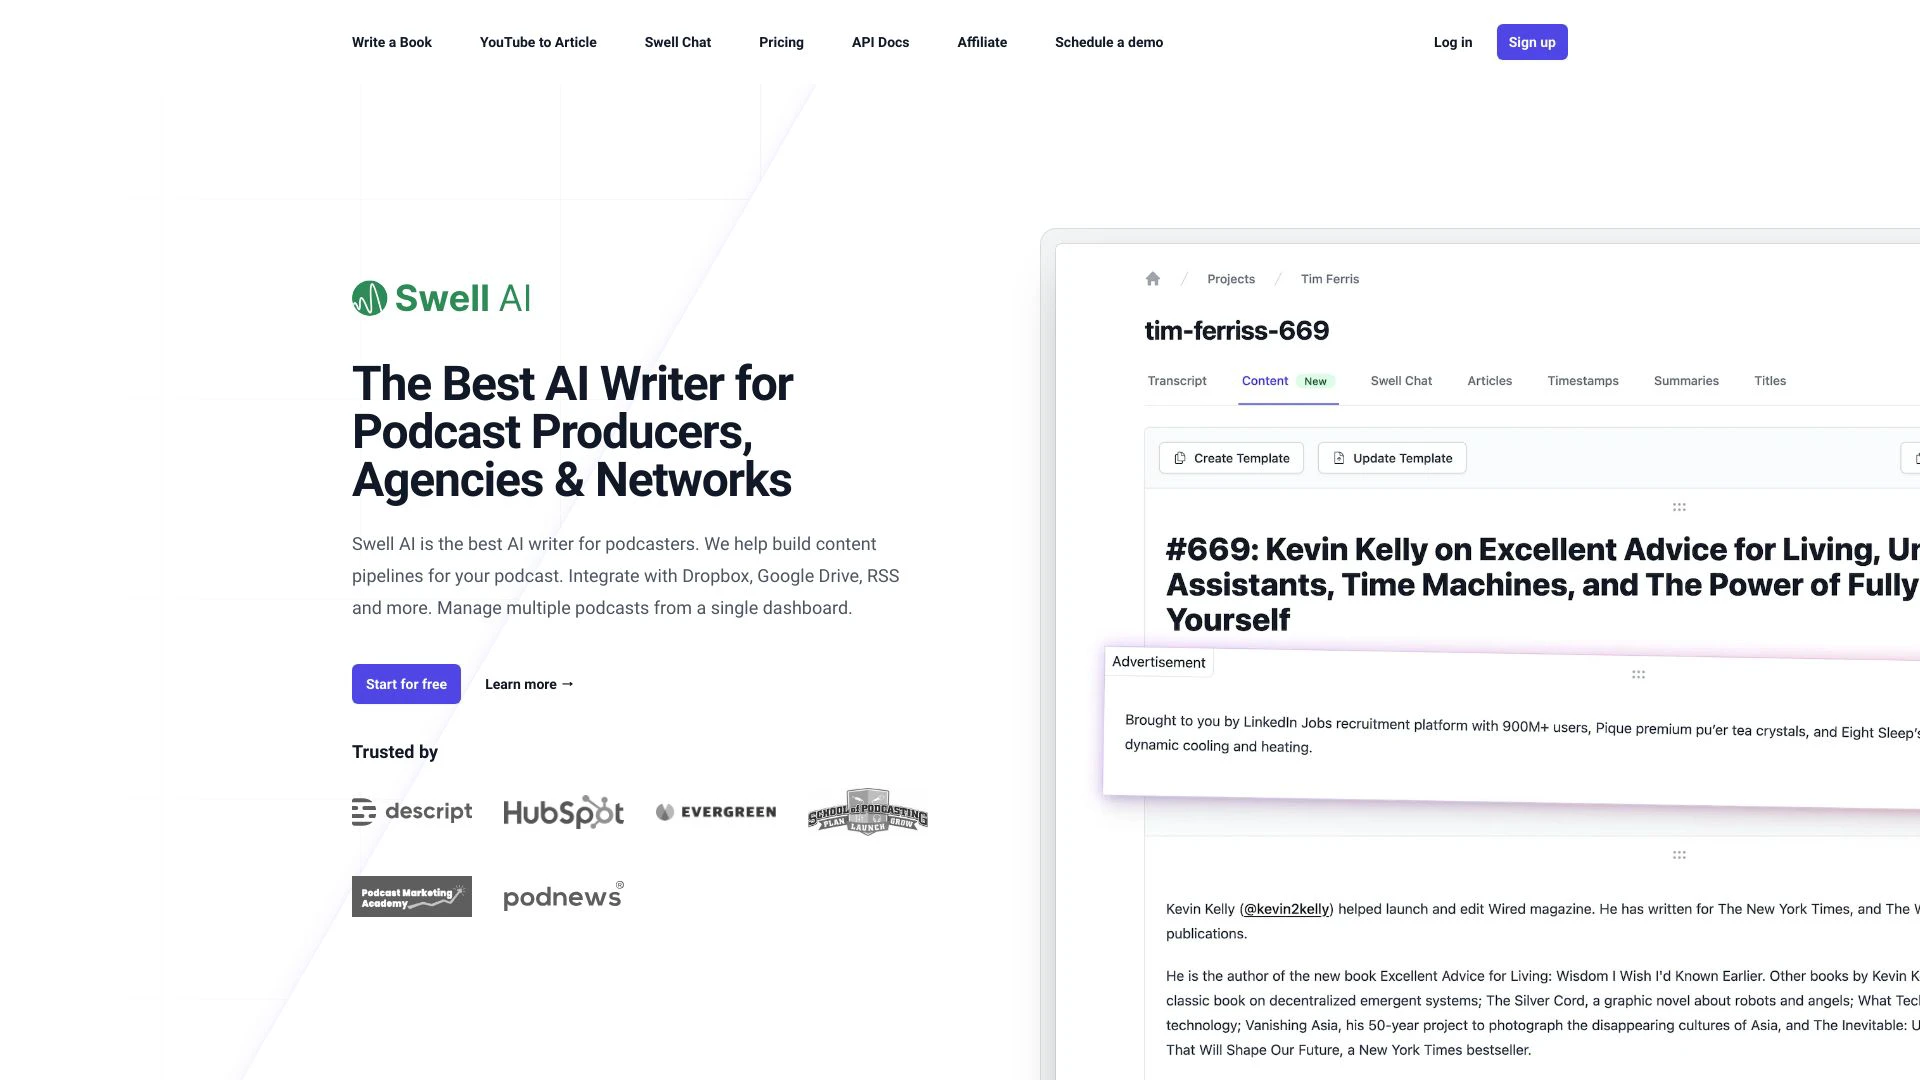 Write a Book
YouTube to Article
Swell Chat
Pricing
API Docs
Affiliate
Schedule a demo
Log in
Sign up
Swell AI
The Best AI Writer for
Podcast Producers,
Agencies & Networks
Swell AI is the best AI writer for podcasters. We help build content
pipelines for your podcast. Integrate with Dropbox, Google Drive, RSS
and more. Manage multiple podcasts from a single dashboard.
Start for free
Learn more →
Trusted by
descript
HubSpot
EVERGREEN
SCHOOL of PODCASTING
PLAN LAUNCH GROW
Podcast Marketing
Academy
podnews®
/ Projects / Tim Ferris
tim-ferriss-669
Transcript
Content New
Swell Chat
Articles
Timestamps
Summaries
Titles
Create Template
Update Template
#669: Kevin Kelly on Excellent Advice for Living,
Assistants, Time Machines, and The Power of Fully
Yourself
Advertisement
Brought to you by LinkedIn Jobs recruitment platform with 900M+ users, Pique premium pu’er tea crystals, and Eight Sleep’s
dynamic cooling and heating.
Kevin Kelly (@kevin2kelly) helped launch and edit Wired magazine. He has written for The New York Times, and The
publications.
He is the author of the new book Excellent Advice for Living: Wisdom I Wish I'd Known Earlier. Other books by Kevin
classic book on decentralized emergent systems; The Silver Cord, a graphic novel about robots and angels; What
technology; Vanishing Asia, his 50-year project to photograph the disappearing cultures of Asia, and The Inevitable:
That Will Shape Our Future, a New York Times bestseller.